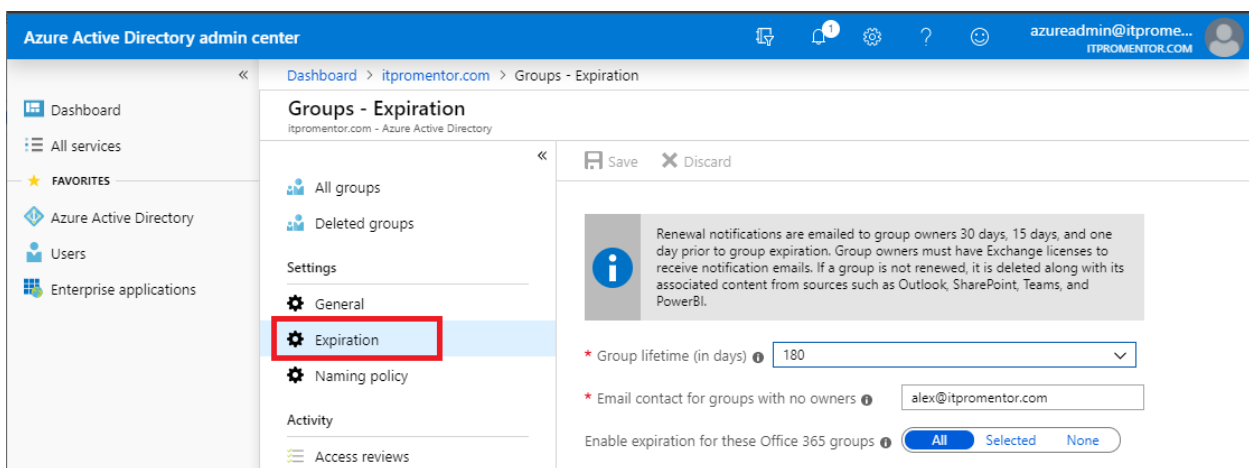 Azure Active Directory admin center
1
?
azureadmin@itprome...
ITPROMENTOR.COM
«
Dashboard
All services
FAVORITES
Azure Active Directory
Users
Enterprise applications
Dashboard > itpromentor.com > Groups - Expiration
Groups - Expiration
itpromentor.com - Azure Active Directory
«
All groups
Deleted groups
Settings
General
Expiration
Naming policy
Activity
Access reviews
Save Discard
Renewal notifications are emailed to group owners 30 days, 15 days, and one
day prior to group expiration. Group owners must have Exchange licenses to
receive notification emails. If a group is not renewed, it is deleted along with its
associated content from sources such as Outlook, SharePoint, Teams, and
PowerBI.
* Group lifetime (in days) 180
* Email contact for groups with no owners alex@itpromentor.com
Enable expiration for these Office 365 groups All Selected None